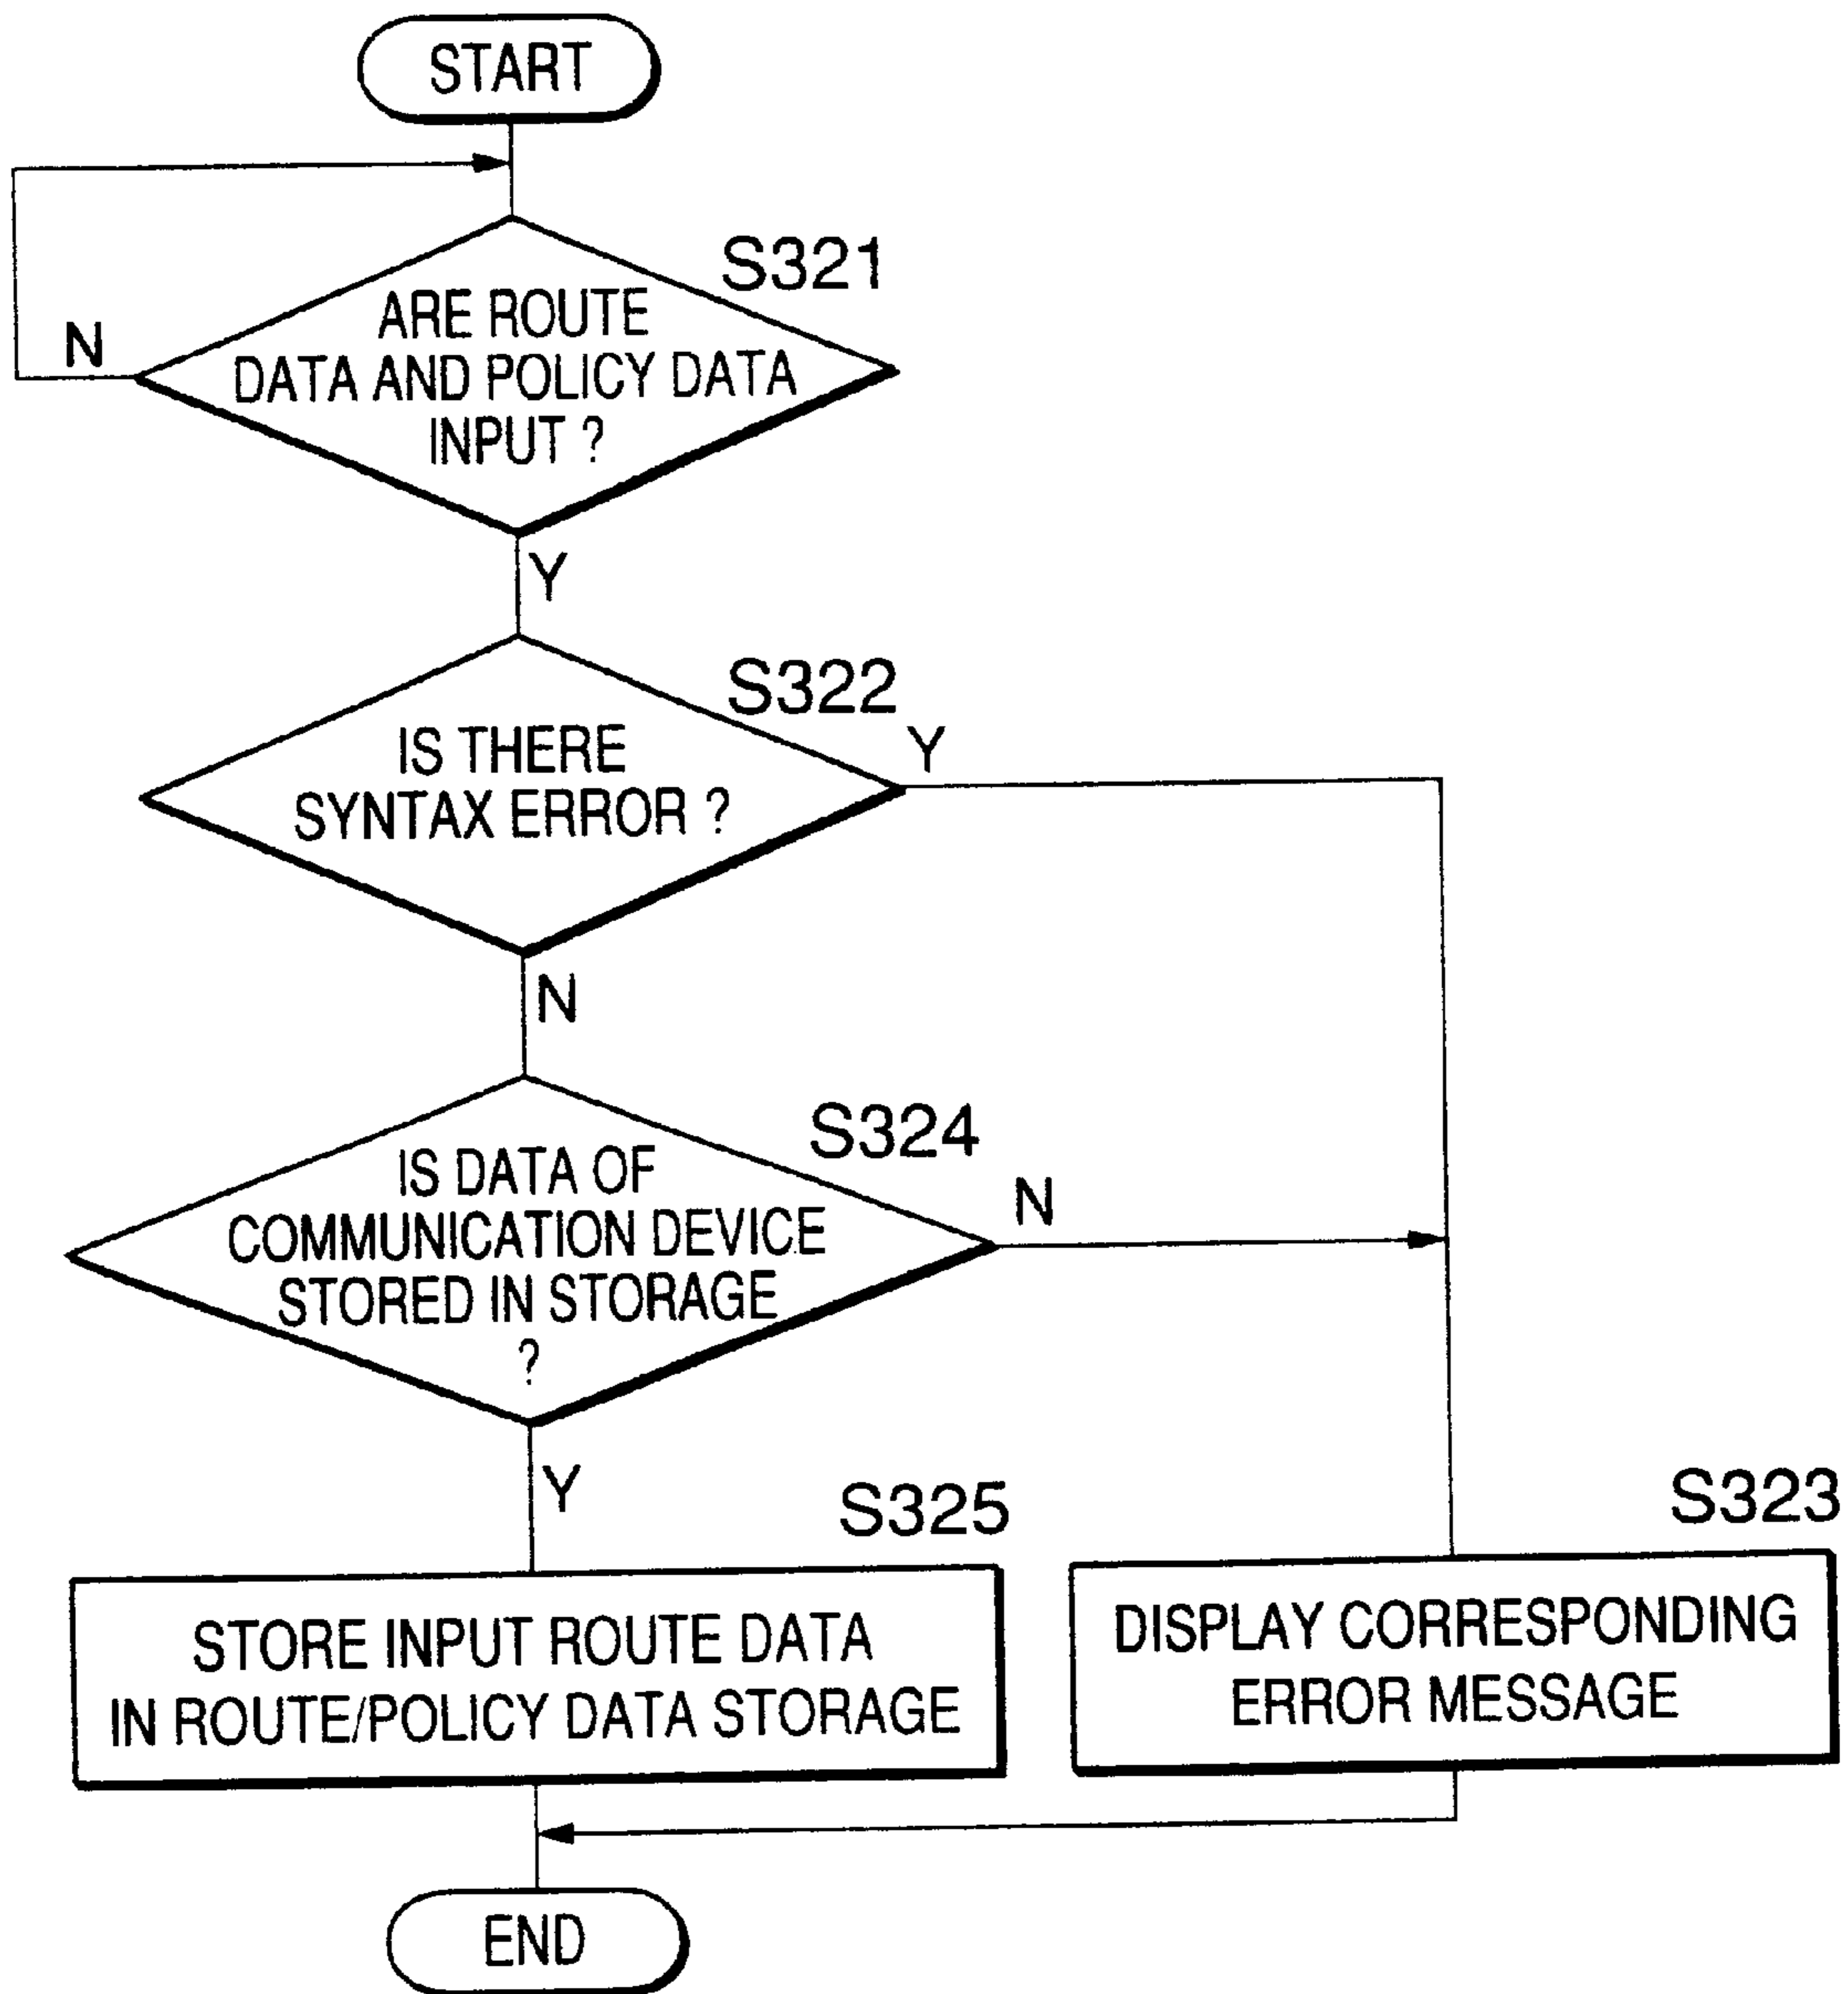 START
S321
ARE ROUTE
DATA AND POLICY DATA
INPUT ?
N
Y
S322
IS THERE
SYNTAX ERROR ?
Y
N
S324
IS DATA OF
COMMUNICATION DEVICE
STORED IN STORAGE
?
N
Y
S325
STORE INPUT ROUTE DATA
IN ROUTE/POLICY DATA STORAGE
S323
DISPLAY CORRESPONDING
ERROR MESSAGE
END